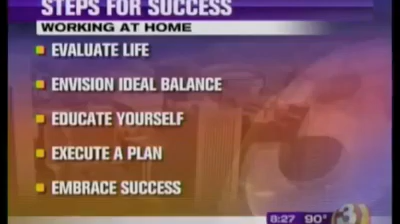 STEPS FOR SUCCESS
WORKING AT HOME
EVALUATE LIFE
ENVISION IDEAL BALANCE
EDUCATE YOURSELF
EXECUTE A PLAN
EMBRACE SUCCESS
8:27 90° 3